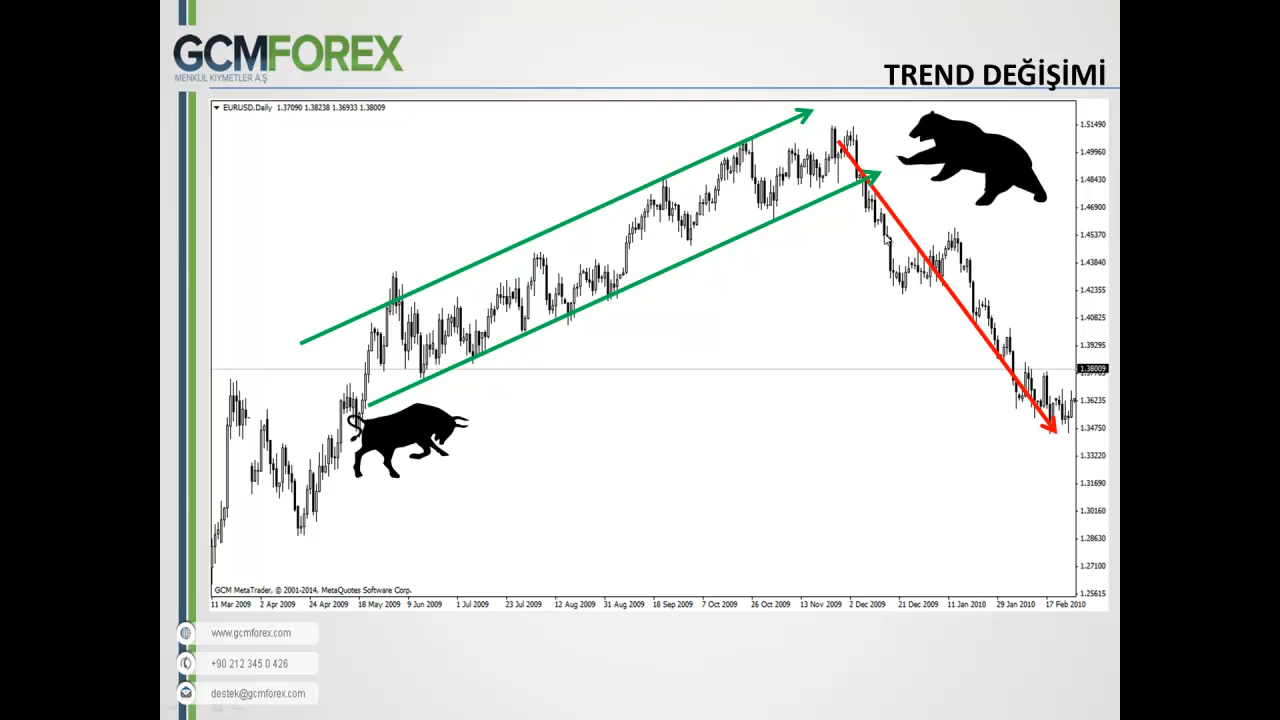 GCMFOREX
MENKUL KIYMETLER A.Ş
TREND DEĞİŞİMİ
EURUSD,Daily 1.37090 1.38238 1.36933 1.38009
1.51490
1.49960
1.48430
1.46900
1.45370
1.43840
1.42355
1.40825
1.39295
1.38009
1.37765
1.36235
1.34750
1.33220
1.31690
1.30160
1.28630
1.27100
1.25615
GCM MetaTrader, © 2001-2014, MetaQuotes Software Corp.
11 Mar 2009 2 Apr 2009 24 Apr 2009 18 May 2009 9 Jun 2009 1 Jul 2009 23 Jul 2009 12 Aug 2009 31 Aug 2009 18 Sep 2009 7 Oct 2009 26 Oct 2009 13 Nov 2009 2 Dec 2009 21 Dec 2009 11 Jan 2010 29 Jan 2010 17 Feb 2010
www.gcmforex.com
+90 212 345 0 426
destek@gcmforex.com